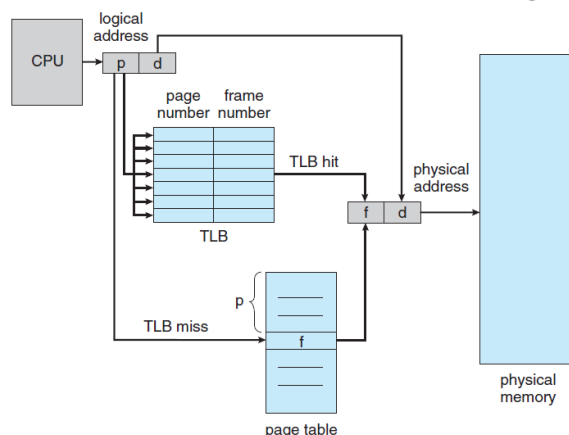 logical
address
CPU
p d
page
number
frame
number
TLB hit
physical
address
f d
TLB
p
TLB miss
f
physical
memory
page table